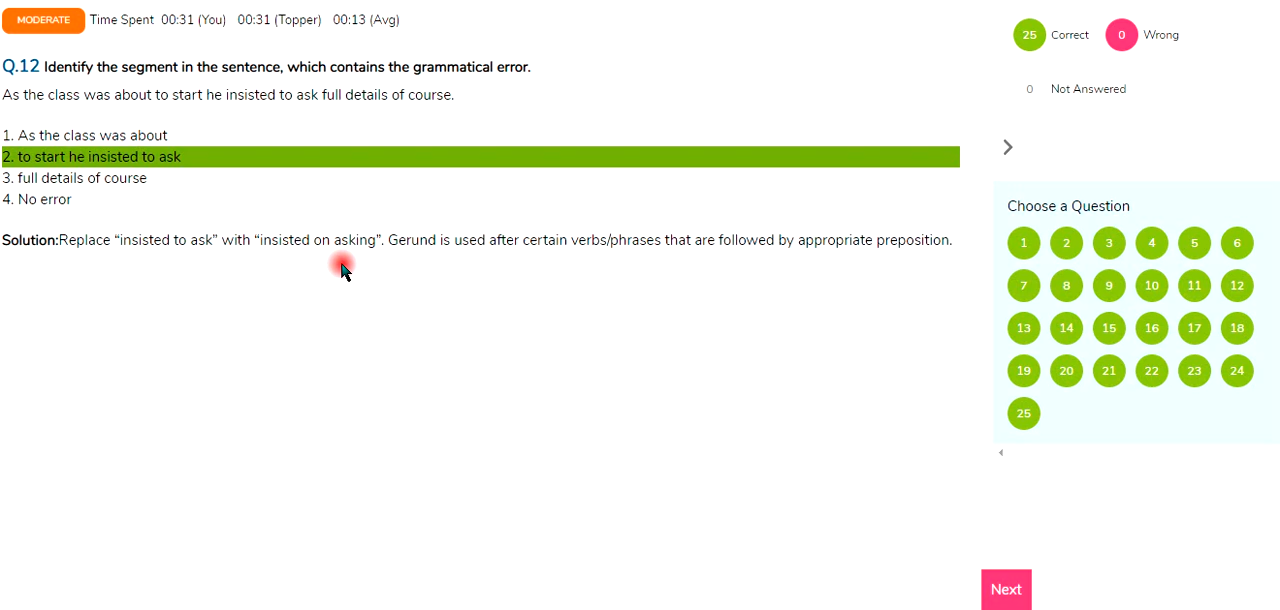 MODERATE Time Spent 00:31 (You) 00:31 (Topper) 00:13 (Avg)
Q.12 Identify the segment in the sentence, which contains the grammatical error.
As the class was about to start he insisted to ask full details of course.
1. As the class was about
2. to start he insisted to ask
3. full details of course
4. No error
Solution:Replace “insisted to ask” with “insisted on asking”. Gerund is used after certain verbs/phrases that are followed by appropriate preposition.
25 Correct 0 Wrong
0 Not Answered
Choose a Question
1 2 3 4 5 6
7 8 9 10 11 12
13 14 15 16 17 18
19 20 21 22 23 24
25
Next